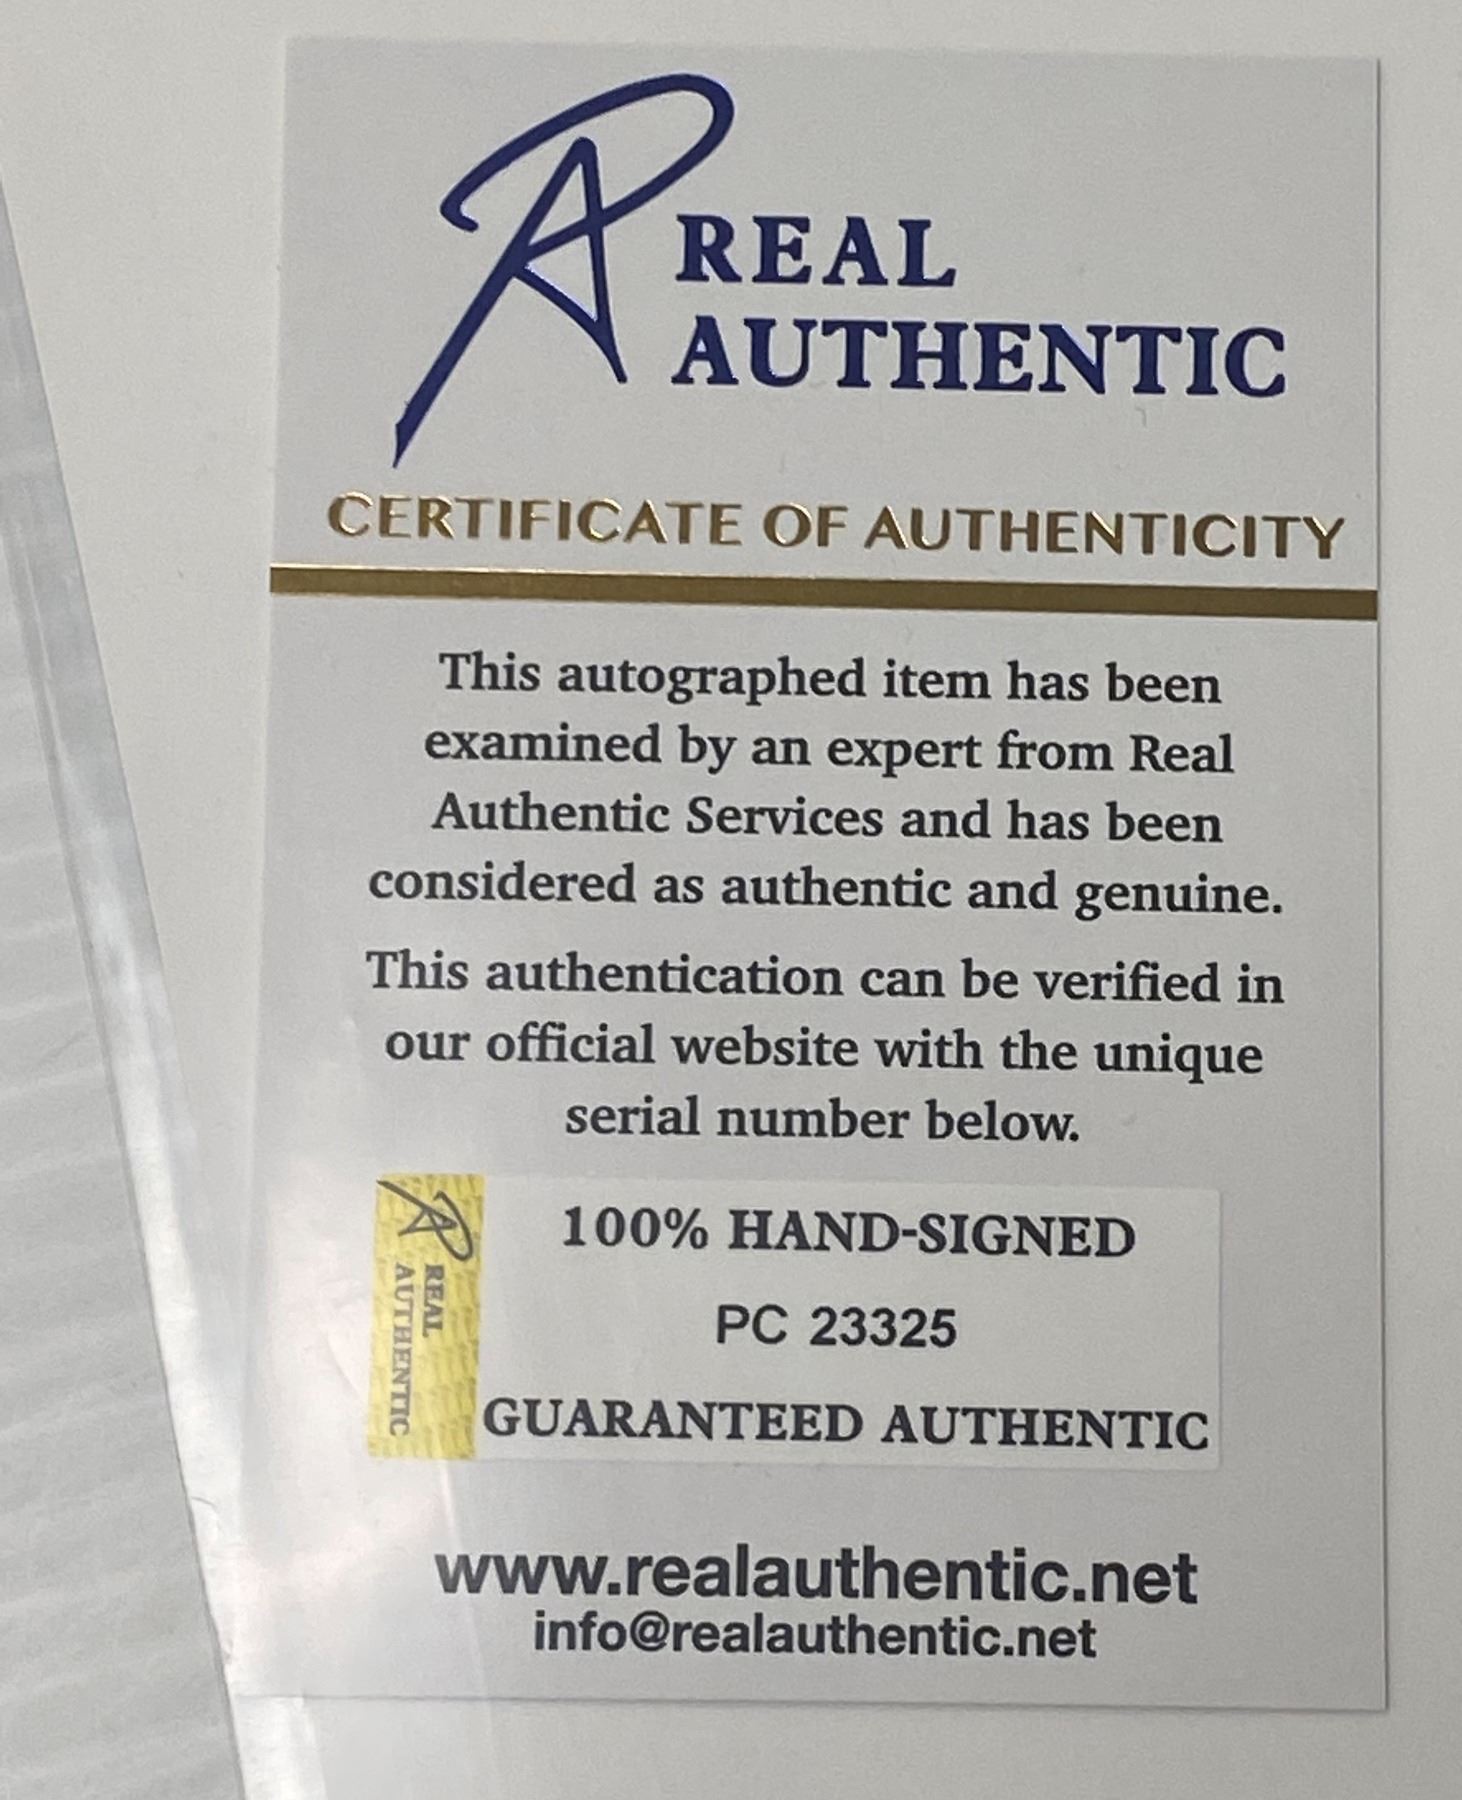 REAL
AUTHENTIC
CERTIFICATE OF AUTHENTICITY
This autographed item has been
examined by an expert from Real
Authentic Services and has been
considered as authentic and genuine.
This authentication can be verified in
our official website with the unique
serial number below.
REAL
AUTHENTIC
100% HAND-SIGNED
PC 23325
GUARANTEED AUTHENTIC
www.realauthentic.net
info@realauthentic.net